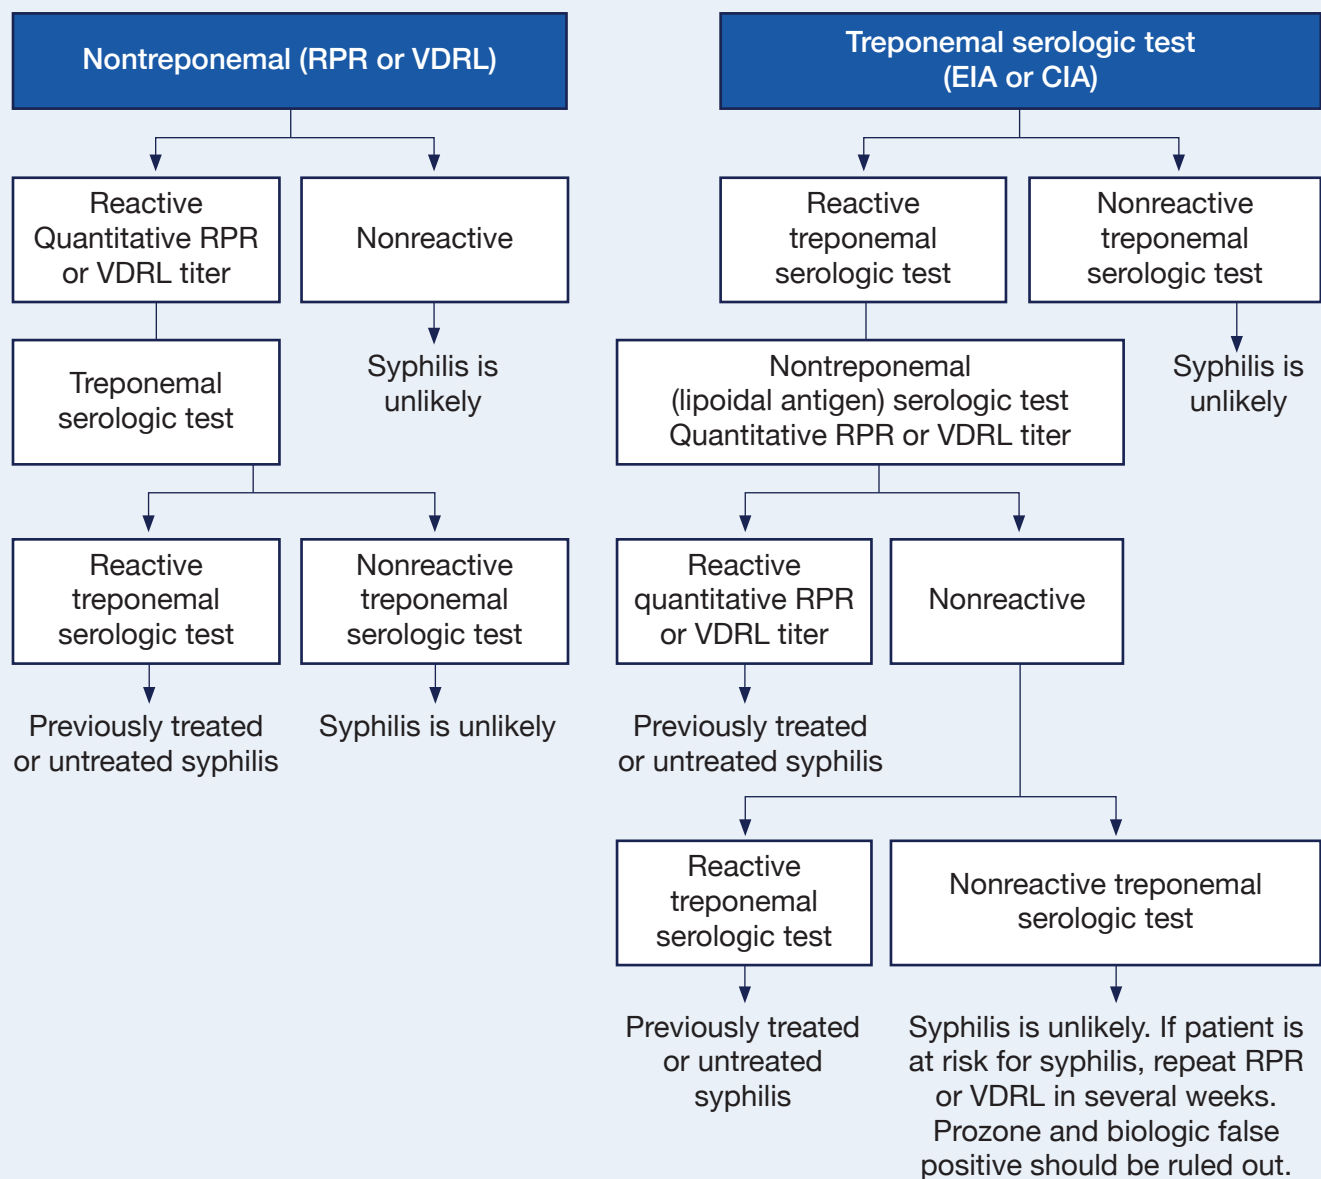 Nontreponemal (RPR or VDRL)
Reactive
Quantitative RPR
or VDRL titer
Nonreactive
Treponemal
serologic test
Syphilis is
unlikely
Reactive
treponemal
serologic test
Nonreactive
treponemal
serologic test
Previously treated
or untreated syphilis
Syphilis is unlikely
Treponemal serologic test
(EIA or CIA)
Reactive
treponemal
serologic test
Nonreactive
treponemal
serologic test
Nontreponemal
(lipoidal antigen) serologic test
Quantitative RPR or VDRL titer
Syphilis is
unlikely
Reactive
quantitative RPR
or VDRL titer
Nonreactive
Previously treated
or untreated syphilis
Reactive
treponemal
serologic test
Nonreactive treponemal
serologic test
Previously treated
or untreated
syphilis
Syphilis is unlikely. If patient is
at risk for syphilis, repeat RPR
or VDRL in several weeks.
Prozone and biologic false
positive should be ruled out.